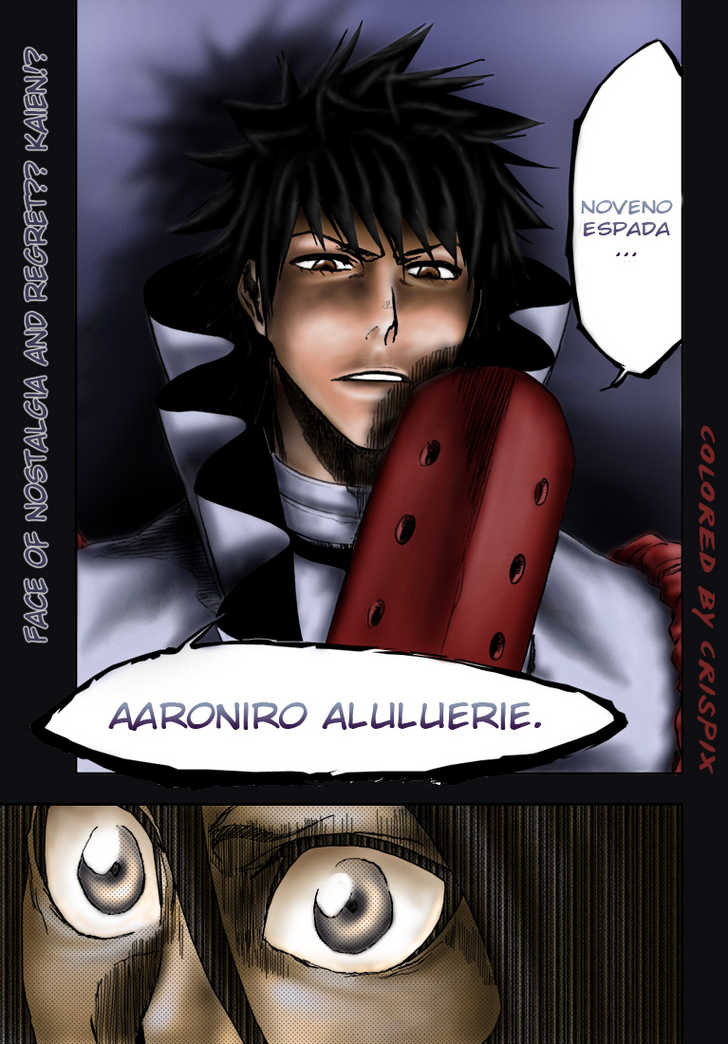 FACE OF NOSTALGIA AND REGRET?? KAIEN!?
NOVENO
ESPADA
...
AARONIRO ALULUERIE.
COLORED BY CRISPIX